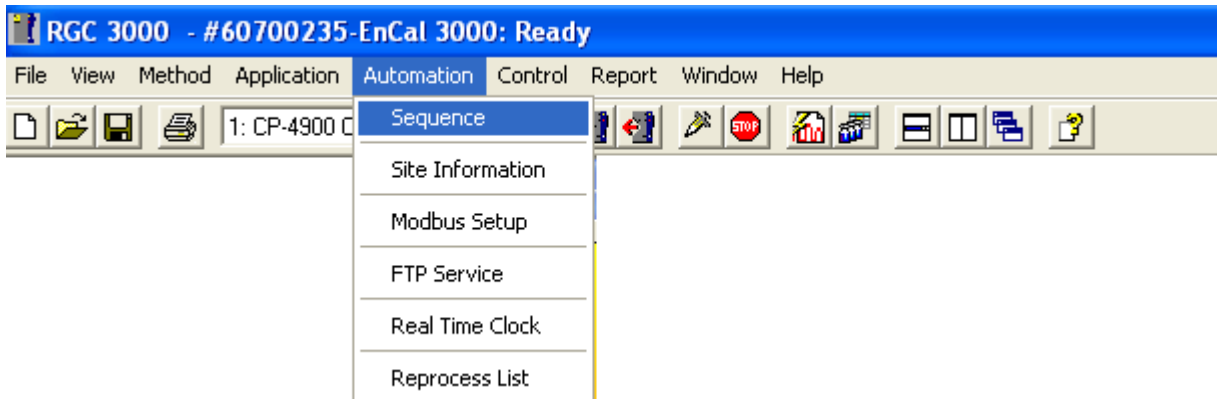 RGC 3000 - #60700235-EnCal 3000: Ready
File View Method Application Automation Control Report Window Help
1: CP-4900 C
STOP
Sequence
Site Information
Modbus Setup
FTP Service
Real Time Clock
Reprocess List